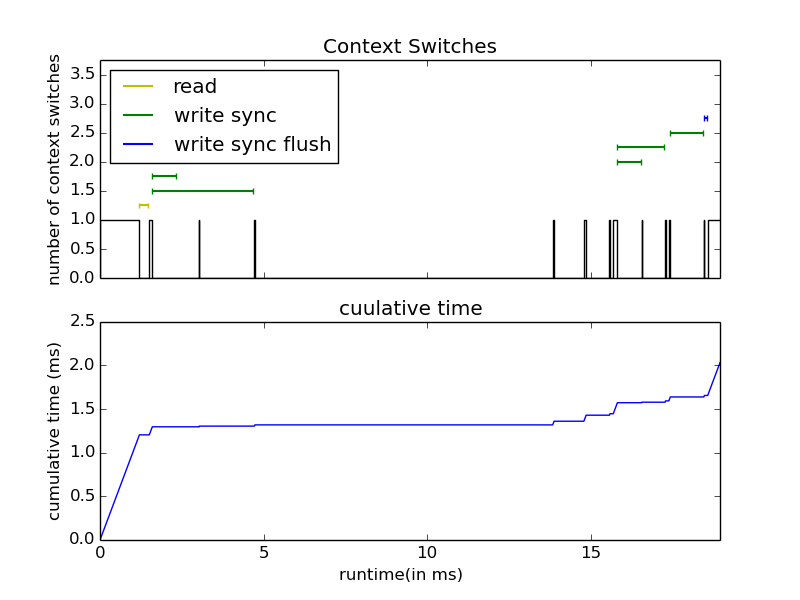 Context Switches
number of context switches
3.5
3.0
2.5
2.0
1.5
1.0
0.5
0.0
read
write sync
write sync flush
cuulative time
cumulative time (ms)
2.5
2.0
1.5
1.0
0.5
0.0
0 5 10 15
runtime(in ms)